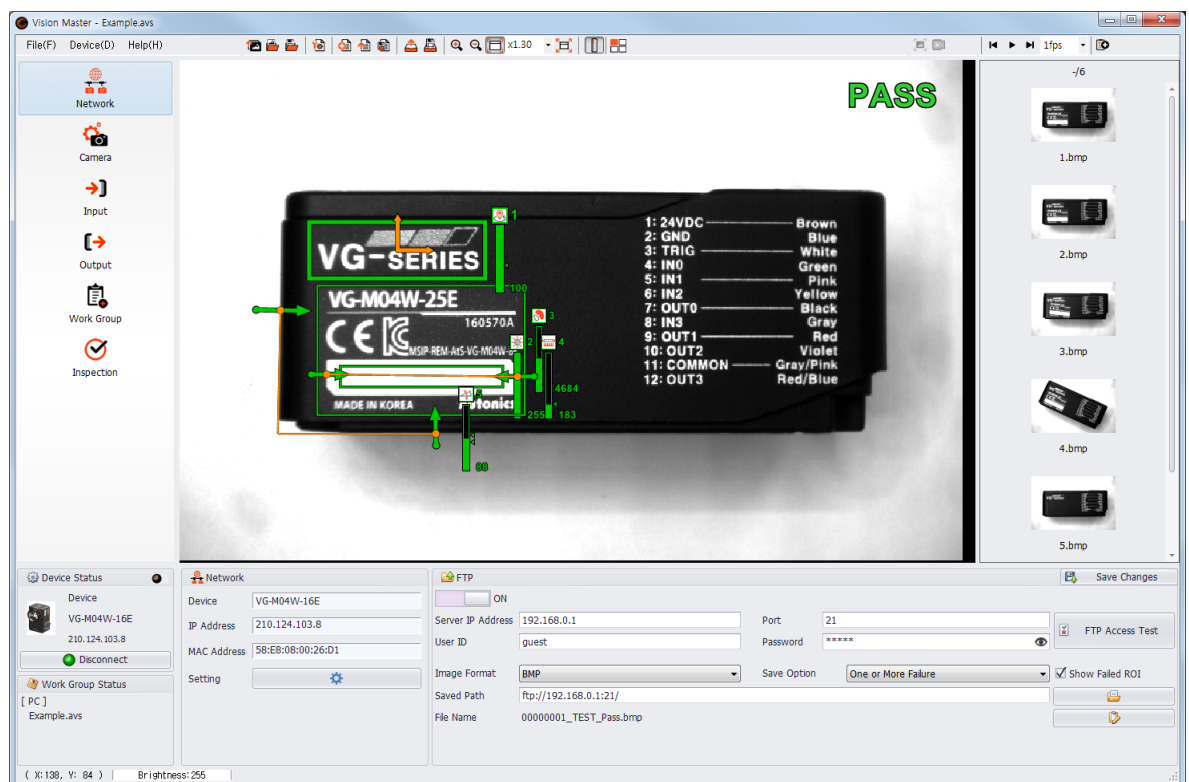 Vision Master - Example.avs
File(F) Device(D) Help(H)
x1.30
1fps
Network
Camera
Input
Output
Work Group
Inspection
PASS
VG-SERIES
1
100
VG-M04W-25E
160570A
CE
MSIP-REM-AtS-VG-M04W-
MADE IN KOREA
2
255
3
4684
4
183
88
1: 24VDC Brown
2: GND Blue
3: TRIG White
4: IN0 Green
5: IN1 Pink
6: IN2 Yellow
7: OUT0 Black
8: IN3 Gray
9: OUT1 Red
10: OUT2 Violet
11: COMMON Gray/Pink
12: OUT3 Red/Blue
-/6
1.bmp
2.bmp
3.bmp
4.bmp
5.bmp
Device Status
Device
VG-M04W-16E
210.124.103.8
Disconnect
Work Group Status
[ PC ]
Example.avs
Network
Device VG-M04W-16E
IP Address 210.124.103.8
MAC Address 58:E8:08:00:26:D1
Setting
FTP
Save Changes
ON
Server IP Address 192.168.0.1 Port 21
FTP Access Test
User ID guest Password *****
Image Format BMP Save Option One or More Failure Show Failed ROI
Saved Path ftp://192.168.0.1:21/
File Name 00000001_TEST_Pass.bmp
( X:138, Y: 84 ) Brightness:255